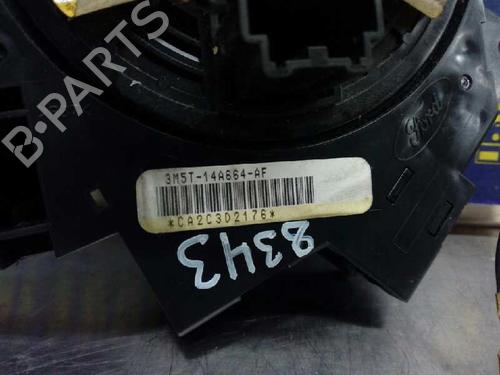 B-PARTS
Ford
3M5T-14A664-AF
*CA2C3D2176*
8343